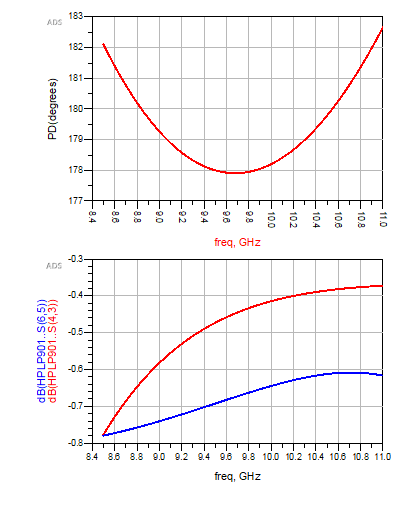 ADS
183
182
181
180
179
178
177
PD(degrees)
8.4 8.6 8.8 9.0 9.2 9.4 9.6 9.8 10.0 10.2 10.4 10.6 10.8 11.0
freq, GHz
ADS
-0.3
-0.4
-0.5
-0.6
-0.7
-0.8
dB(HPLP901::S(6,5))
dB(HPLP901::S(4,3))
8.4 8.6 8.8 9.0 9.2 9.4 9.6 9.8 10.0 10.2 10.4 10.6 10.8 11.0
freq, GHz